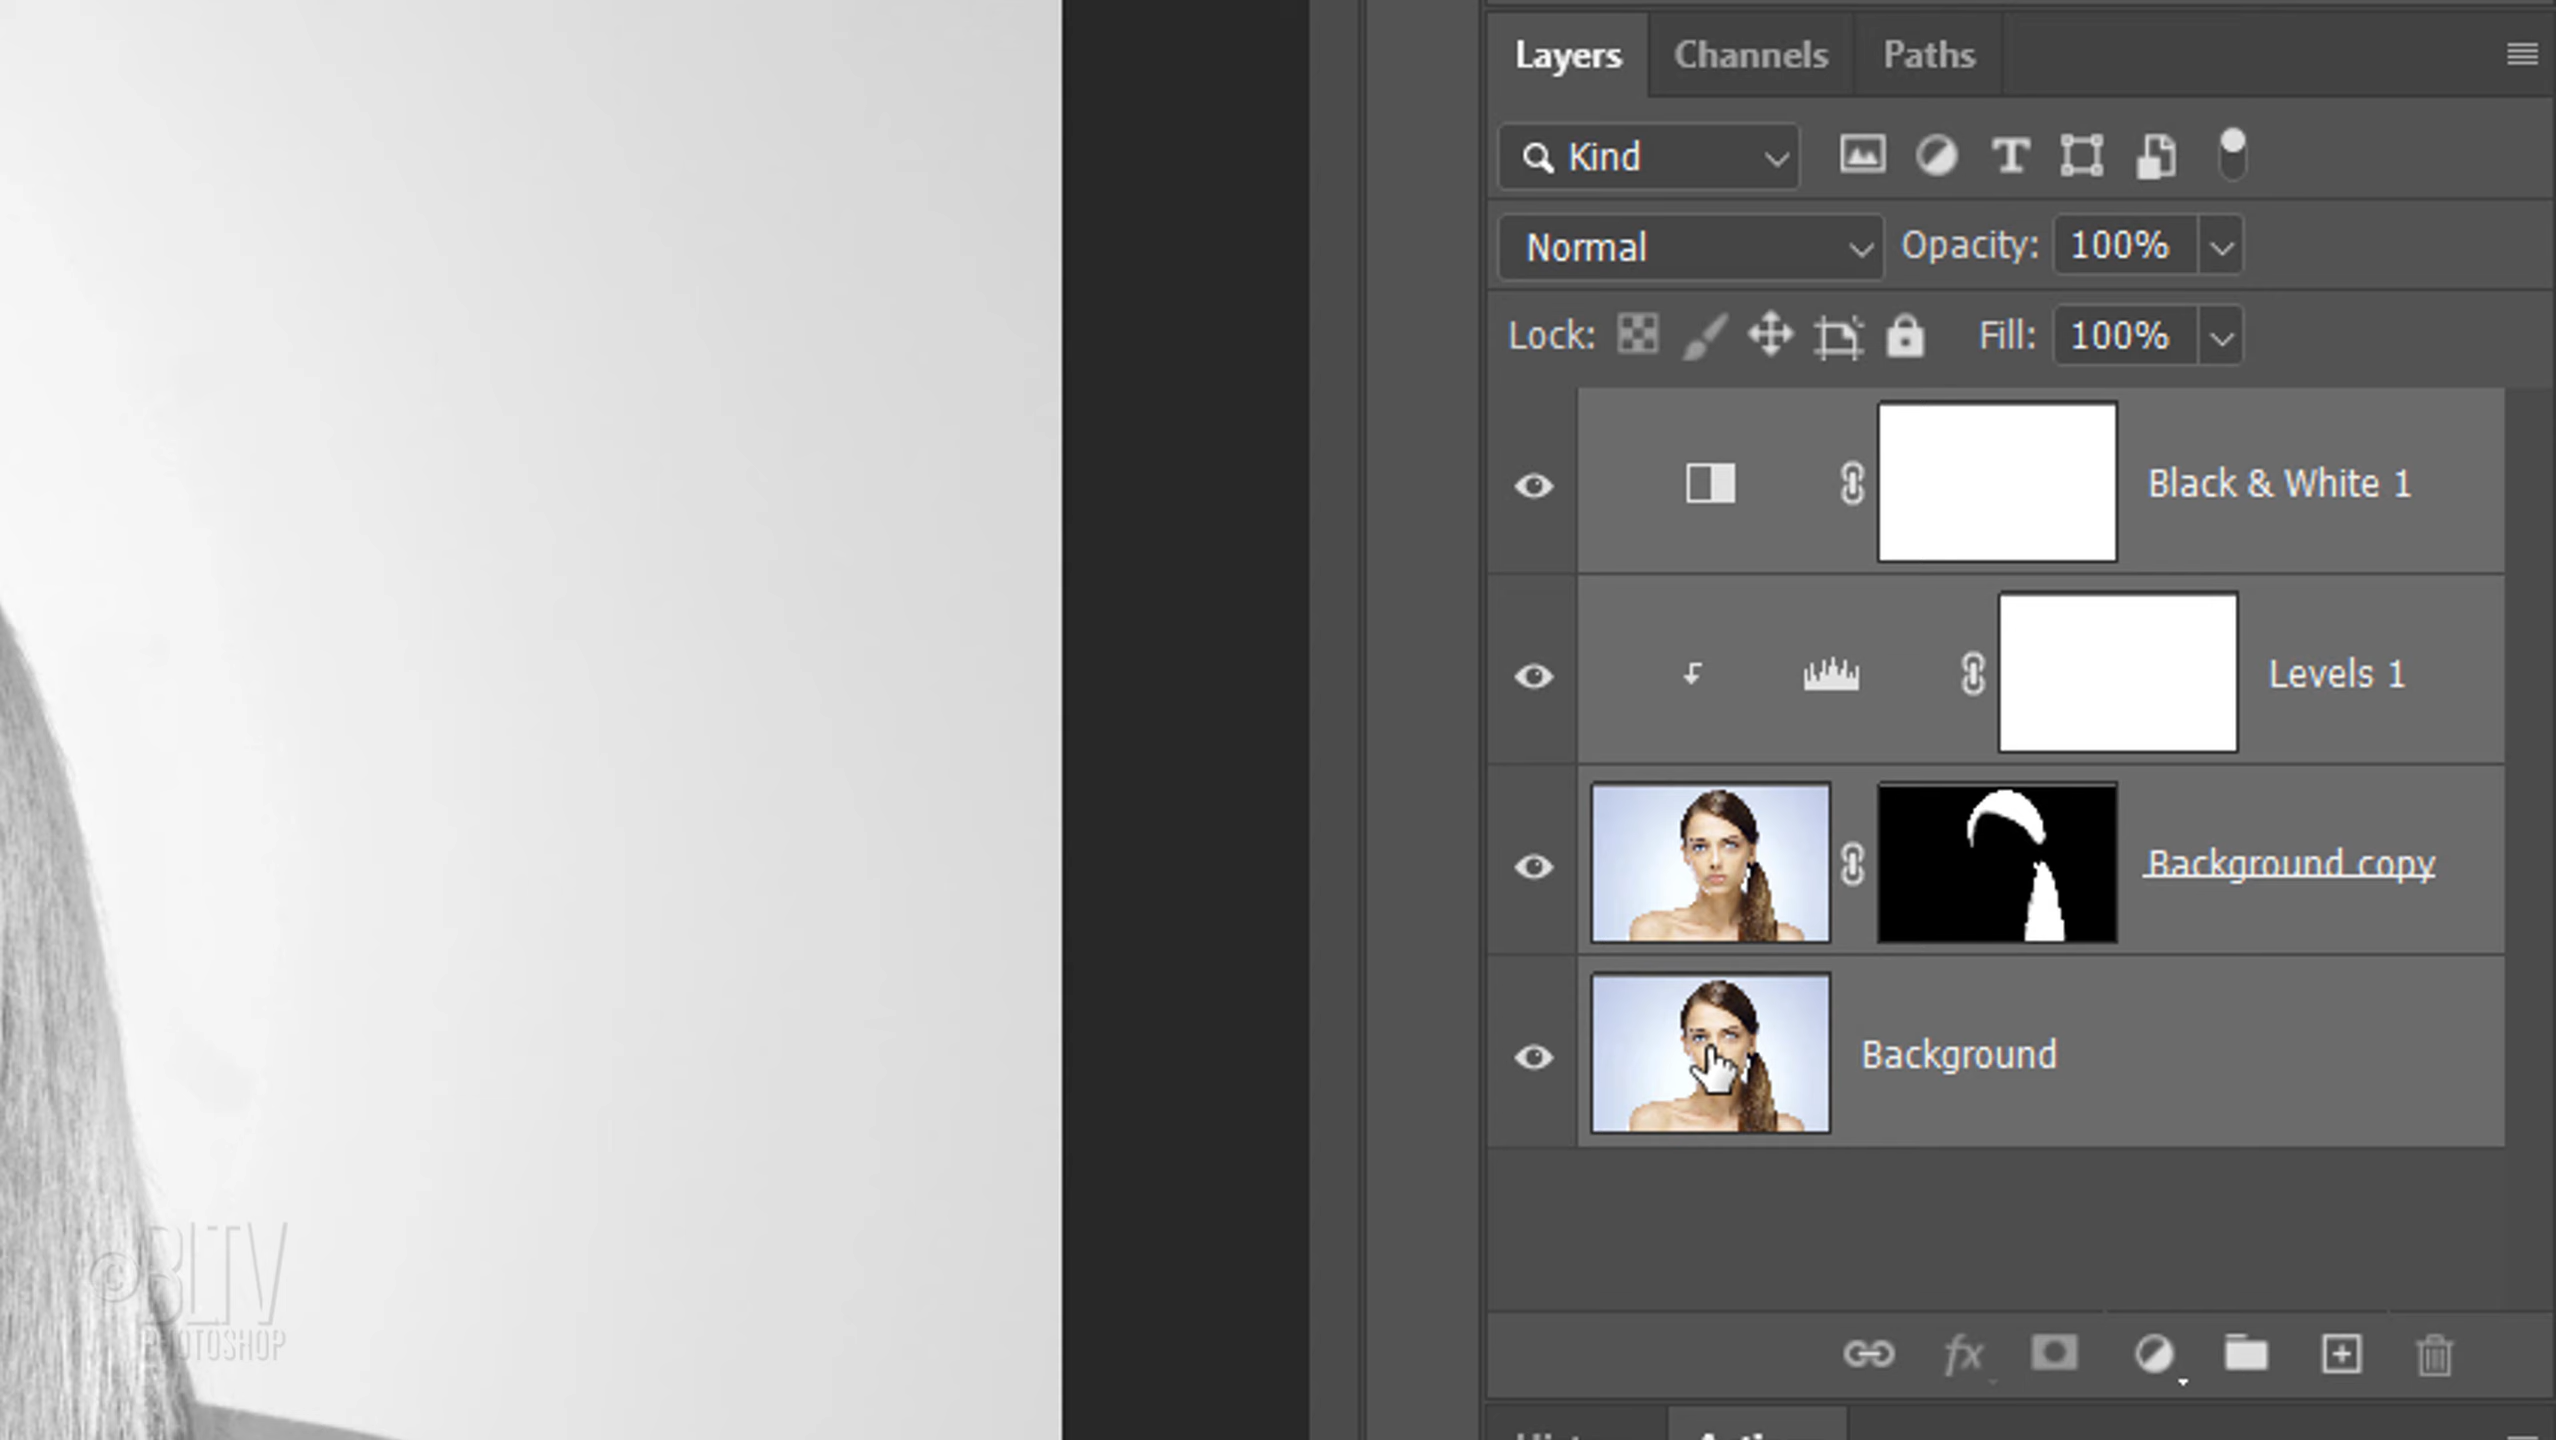 Layers Channels Paths
Kind
Normal Opacity: 100%
Lock: Fill: 100%
Black & White 1
Levels 1
Background copy
Background
fx
©BLTV
PHOTOSHOP